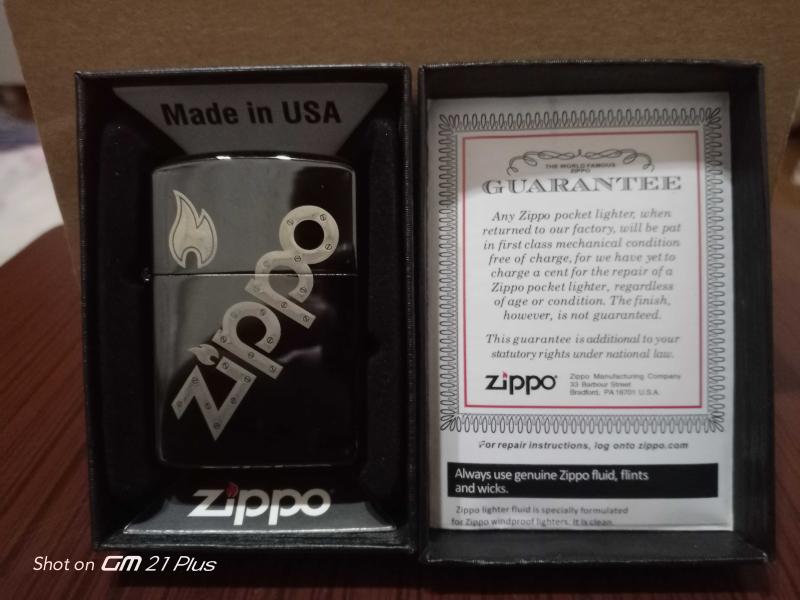 Made in USA
zippo
zippo
THE WORLD FAMOUS
ZIPPO
GUARANTEE
Any Zippo pocket lighter, when
returned to our factory, will be pat
in first class mechanical condition
free of charge, for we have yet to
charge a cent for the repair of a
Zippo pocket lighter, regardless
of age or condition. The finish,
however, is not guaranteed.
This guarantee is additional to your
statutory rights under national law.
zippo
Zippo Manufacturing Company
33 Barbour Street
Bradford, PA 16701 U.S.A.
For repair instructions, log onto zippo.com
Always use genuine Zippo fluid, flints
and wicks.
Zippo lighter fluid is specially formulated
for Zippo windproof lighters. It is clean
Shot on GM 21 Plus